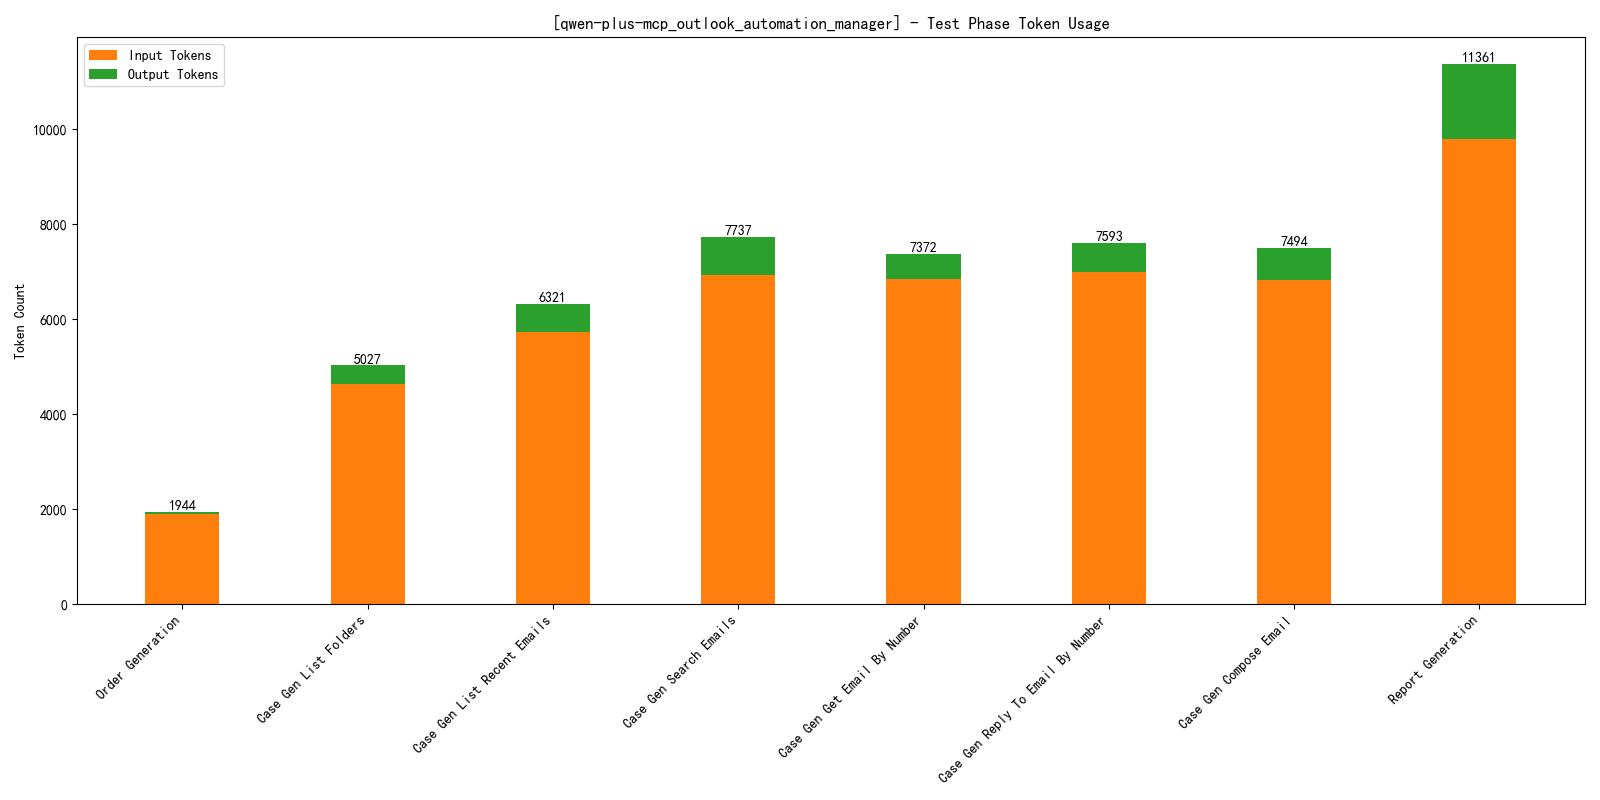 [qwen-plus-mcp_outlook_automation_manager] - Test Phase Token Usage
Input Tokens
Output Tokens
Token Count
10000
8000
6000
4000
2000
0
1944
5027
6321
7737
7372
7593
7494
11361
Order Generation
Case Gen List Folders
Case Gen List Recent Emails
Case Gen Search Emails
Case Gen Get Email By Number
Case Gen Reply To Email By Number
Case Gen Compose Email
Report Generation